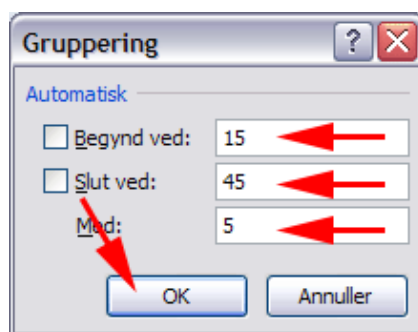 Gruppering
Automatisk
Begynd ved: 15
Slut ved: 45
Med: 5
OK Annuller